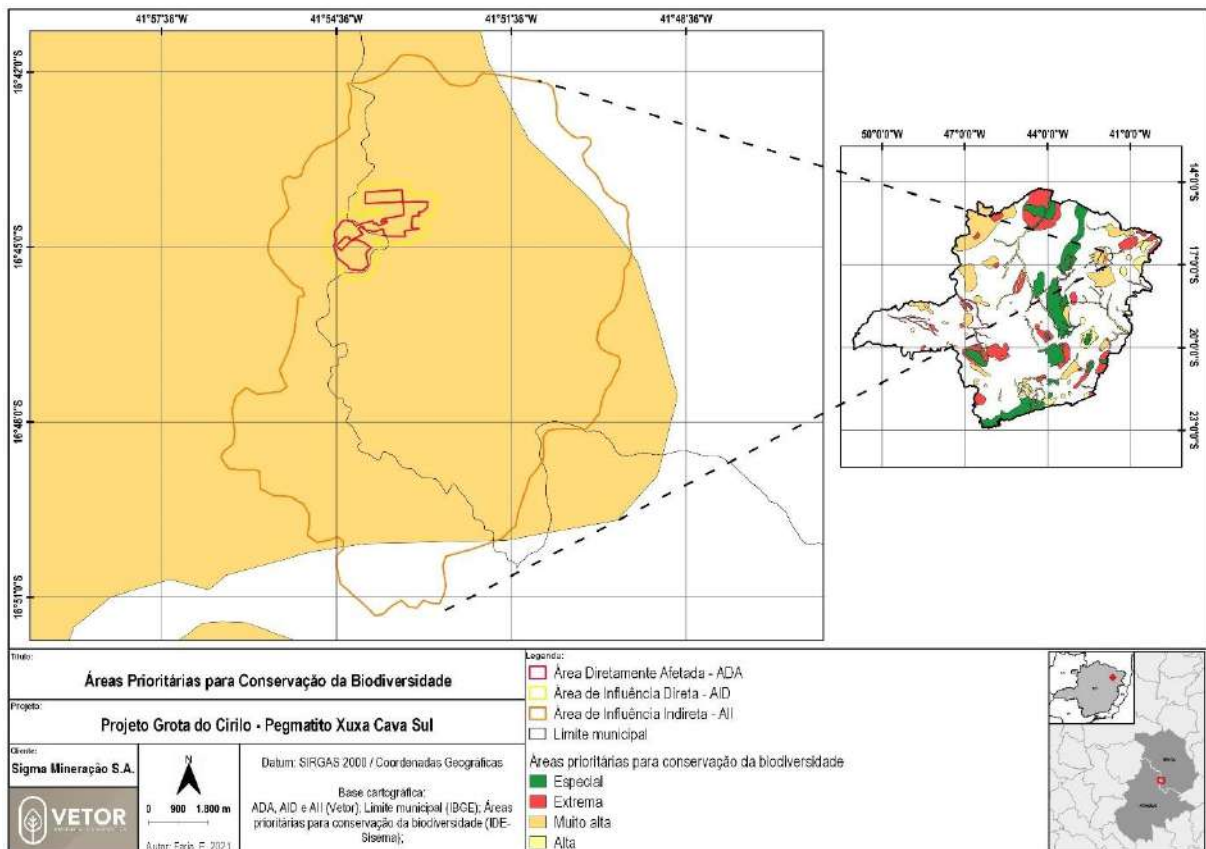 41°57'36"W 41°54'36"W 41°51'36"W 41°48'36"W
16°42'0"S
16°45'0"S
16°48'0"S
16°51'0"S
50°0'0"W 47°0'0"W 44°0'0"W 41°0'0"W
14°0'0"S
17°0'0"S
20°0'0"S
23°0'0"S
Título:
Áreas Prioritárias para Conservação da Biodiversidade
Projeto:
Projeto Grota do Cirilo - Pegmatito Xuxa Cava Sul
Cliente:
Sigma Mineração S.A.
VETOR
N
0 900 1.800 m
Autor: Faria, F. 2021
Datum: SIRGAS 2000 / Coordenadas Geográficas
Base cartográfica:
ADA, AID e AII (Vetor); Limite municipal (IBGE); Áreas
prioritárias para conservação da biodiversidade (IDE-
Sisema);
Legenda:
Área Diretamente Afetada - ADA
Área de Influência Direta - AID
Área de Influência Indireta - AII
Limite municipal
Áreas prioritárias para conservação da biodiversidade
Especial
Extrema
Muito alta
Alta